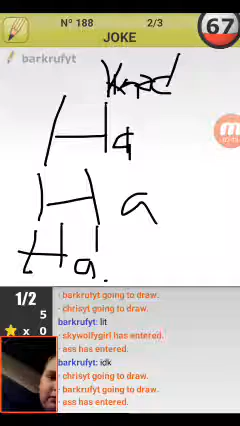 Nº 188
2/3
67
JOKE
barkrufyt
Ha
Ha
Ha
1/2
5
x 0
barkrufyt going to draw.
chrisyt going to draw.
barkrufyt: lit
skywolfygirl has entered.
ass has entered.
barkrufyt: idk
chrisyt going to draw.
barkrufyt going to draw.
ass has entered.